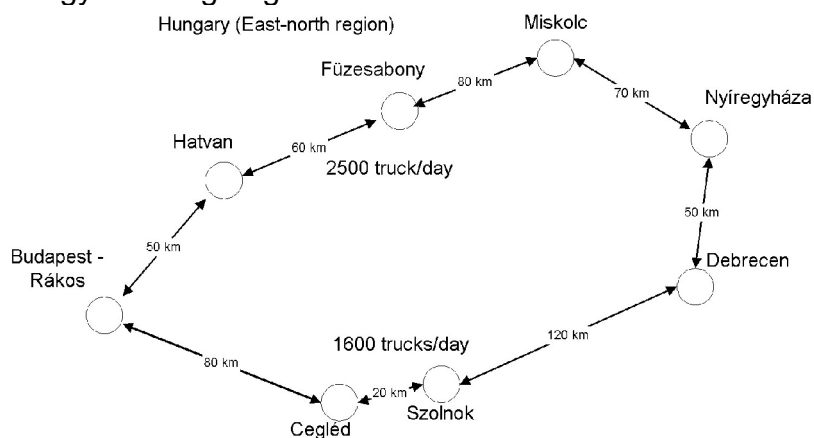 Hungary (East-north region)
Miskolc
Füzesabony
80 km
70 km
Nyíregyháza
Hatvan
60 km
2500 truck/day
50 km
50 km
Budapest -
Rákos
Debrecen
1600 trucks/day
120 km
80 km
20 km
Szolnok
Cegléd